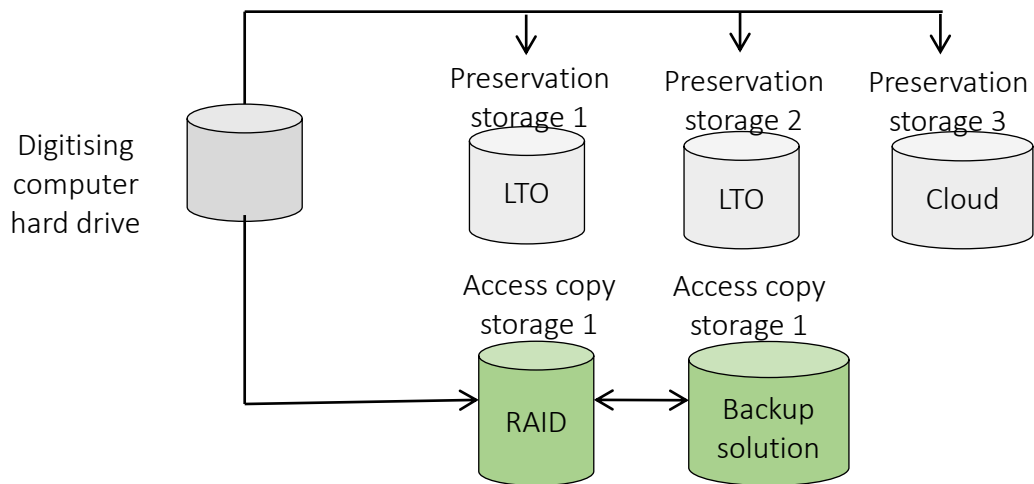 Digitising
computer
hard drive
Preservation
storage 1
LTO
Preservation
storage 2
LTO
Preservation
storage 3
Cloud
Access copy
storage 1
RAID
Access copy
storage 1
Backup
solution